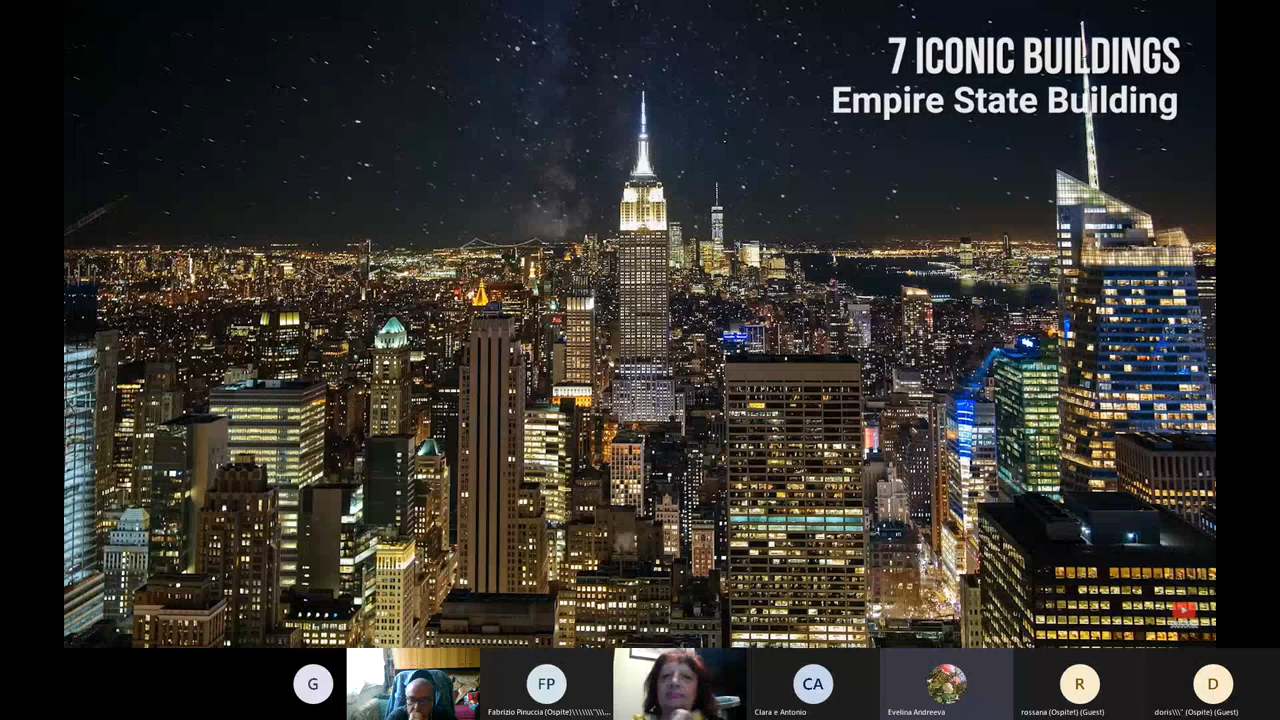 7 ICONIC BUILDINGS
Empire State Building
G
FP
CA
R
D
Fabrizio Pinuccia (Ospite)\\\\\\\"\\...
Clara e Antonio
Evelina Andreeva
rossana (Ospitet) (Guest)
doris\\\" (Ospite) (Guest)